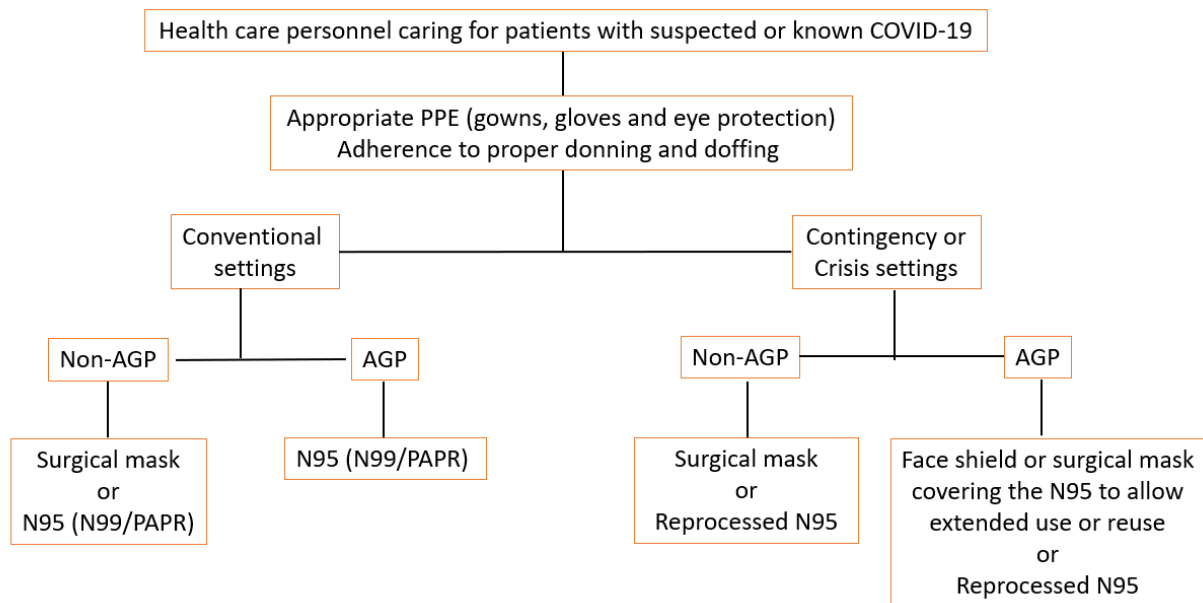 Health care personnel caring for patients with suspected or known COVID-19
Appropriate PPE (gowns, gloves and eye protection)
Adherence to proper donning and doffing
Conventional
settings
Contingency or
Crisis settings
Non-AGP
AGP
Non-AGP
AGP
Surgical mask
or
N95 (N99/PAPR)
N95 (N99/PAPR)
Surgical mask
or
Reprocessed N95
Face shield or surgical mask
covering the N95 to allow
extended use or reuse
or
Reprocessed N95